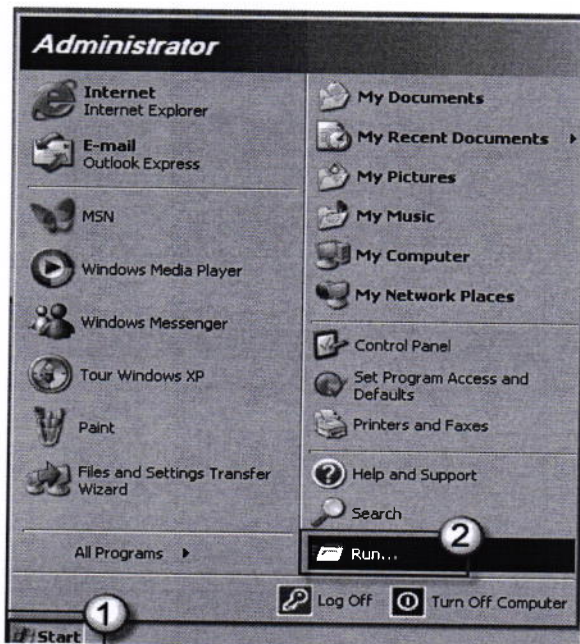 Administrator
Internet
Internet Explorer
E-mail
Outlook Express
MSN
Windows Media Player
Windows Messenger
Tour Windows XP
Paint
Files and Settings Transfer
Wizard
All Programs
My Documents
My Recent Documents
My Pictures
My Music
My Computer
My Network Places
Control Panel
Set Program Access and
Defaults
Printers and Faxes
Help and Support
Search
Run...
2
Log Off
Turn Off Computer
1
Start